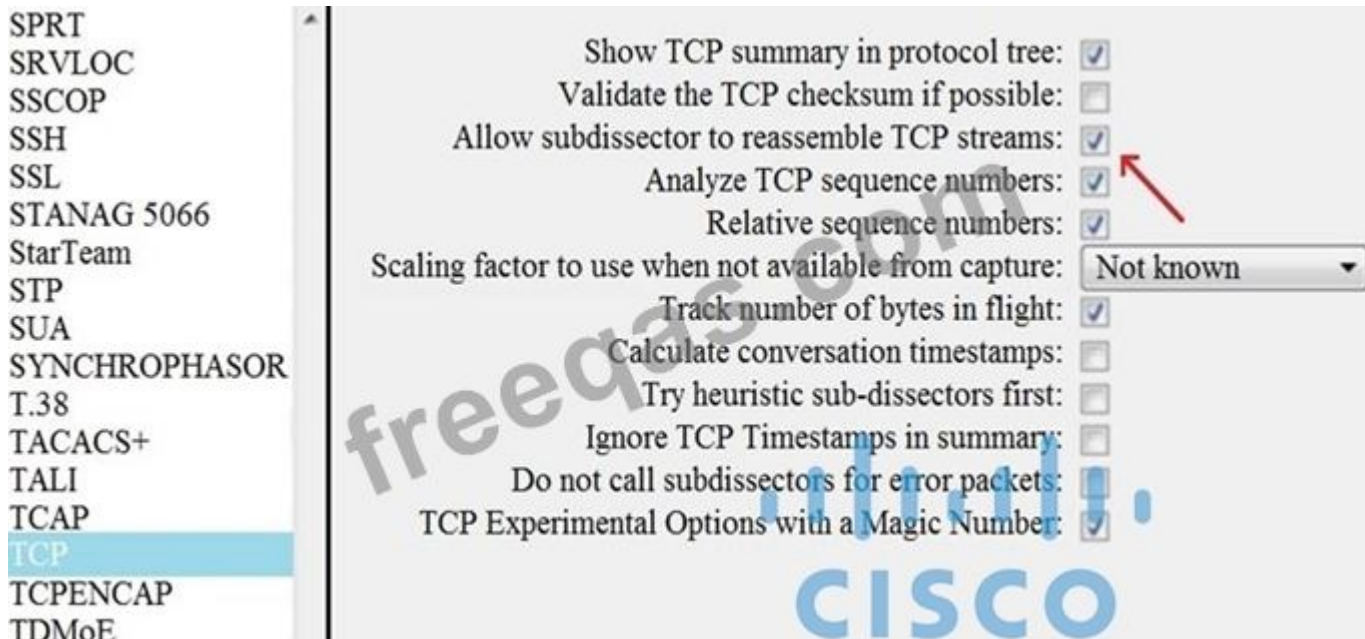 SPRT
SRVLOC
SSCOP
SSH
SSL
STANAG 5066
StarTeam
STP
SUA
SYNCHROPHASOR
T.38
TACACS+
TALI
TCAP
TCP
TCPENCAP
TDMoE
Show TCP summary in protocol tree:
Validate the TCP checksum if possible:
Allow subdissector to reassemble TCP streams:
Analyze TCP sequence numbers:
Relative sequence numbers:
Scaling factor to use when not available from capture: Not known
Track number of bytes in flight:
Calculate conversation timestamps:
Try heuristic sub-dissectors first:
Ignore TCP Timestamps in summary:
Do not call subdissectors for error packets:
TCP Experimental Options with a Magic Number:
freeqas.com
CISCO